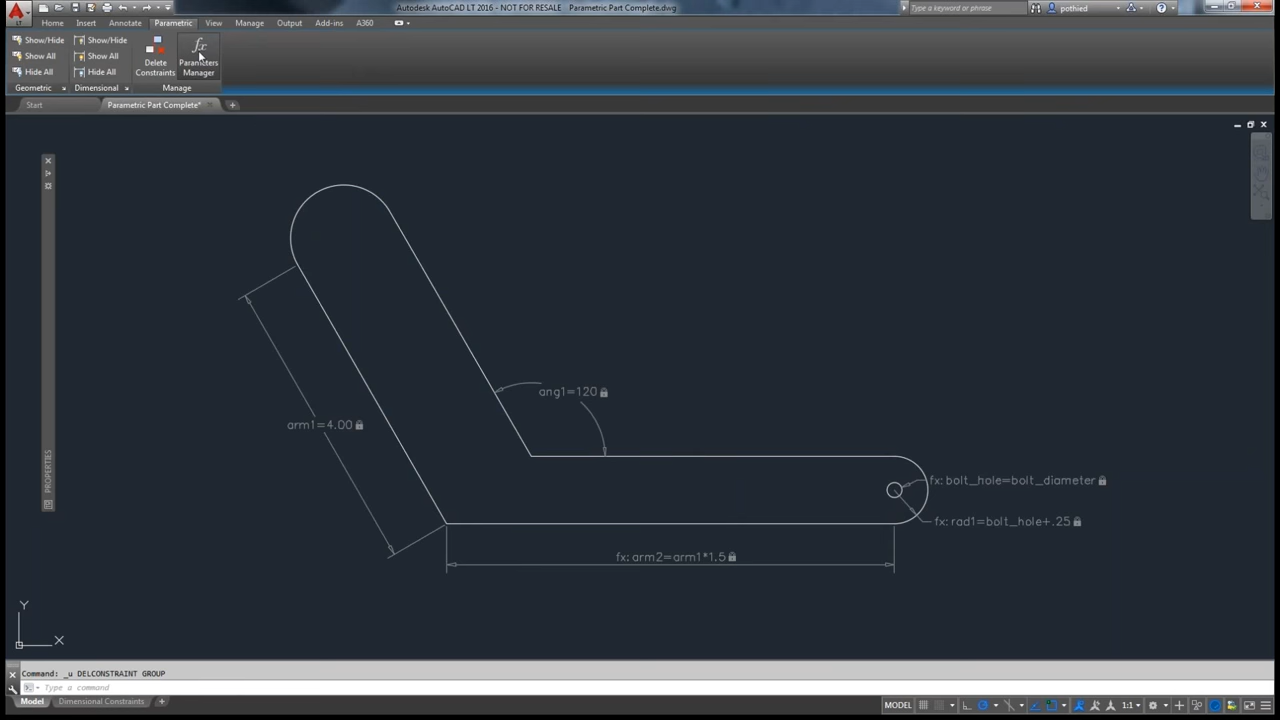 Autodesk AutoCAD LT 2016 - NOT FOR RESALE Parametric Part Complete.dwg
Type a keyword or phrase
pothied
LT
Home Insert Annotate Parametric View Manage Output Add-ins A360
Show/Hide Show/Hide
Show All Show All
Hide All Hide All
Delete Constraints
fx
Parameters Manager
Geometric Dimensional Manage
Start Parametric Part Complete*
PROPERTIES
ang1=120
arm1=4.00
fx: bolt_hole=bolt_diameter
fx: rad1=bolt_hole+.25
fx: arm2=arm1*1.5
Y
X
Command: _u DELCONSTRAINT GROUP
Type a command
Model Dimensional Constraints
MODEL 1:1